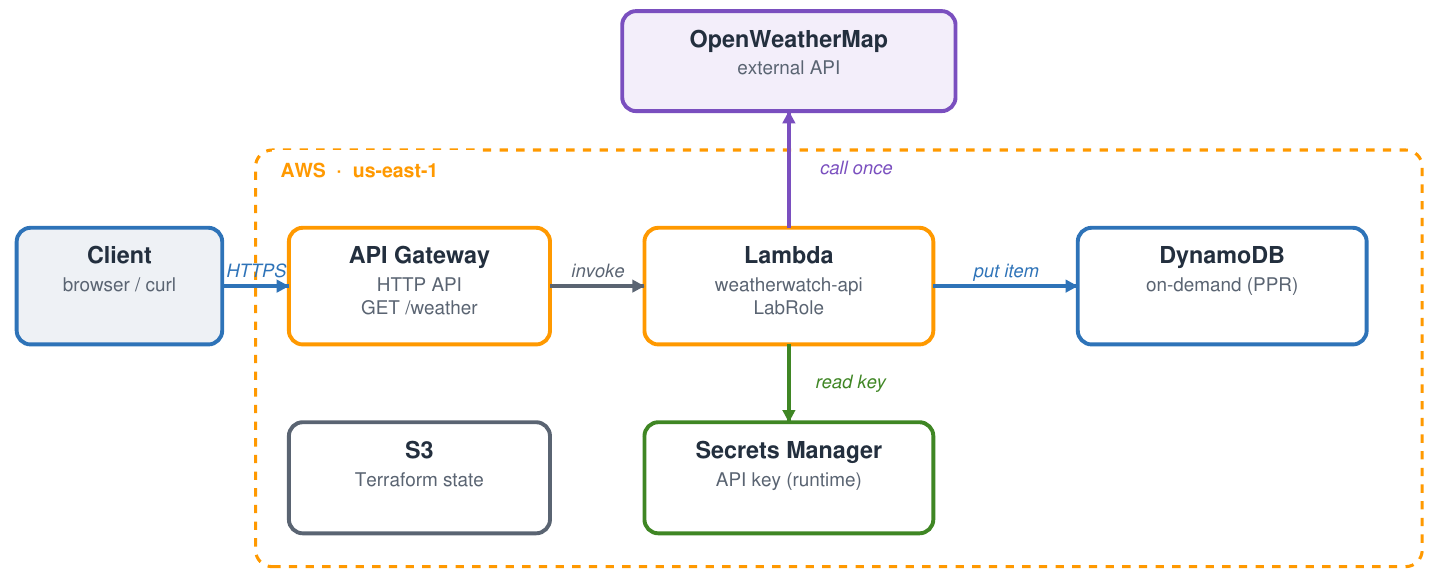 OpenWeatherMap
external API
AWS · us-east-1
call once
Client
browser / curl
HTTPS
API Gateway
HTTP API
GET /weather
invoke
Lambda
weatherwatch-api
LabRole
put item
DynamoDB
on-demand (PPR)
read key
S3
Terraform state
Secrets Manager
API key (runtime)